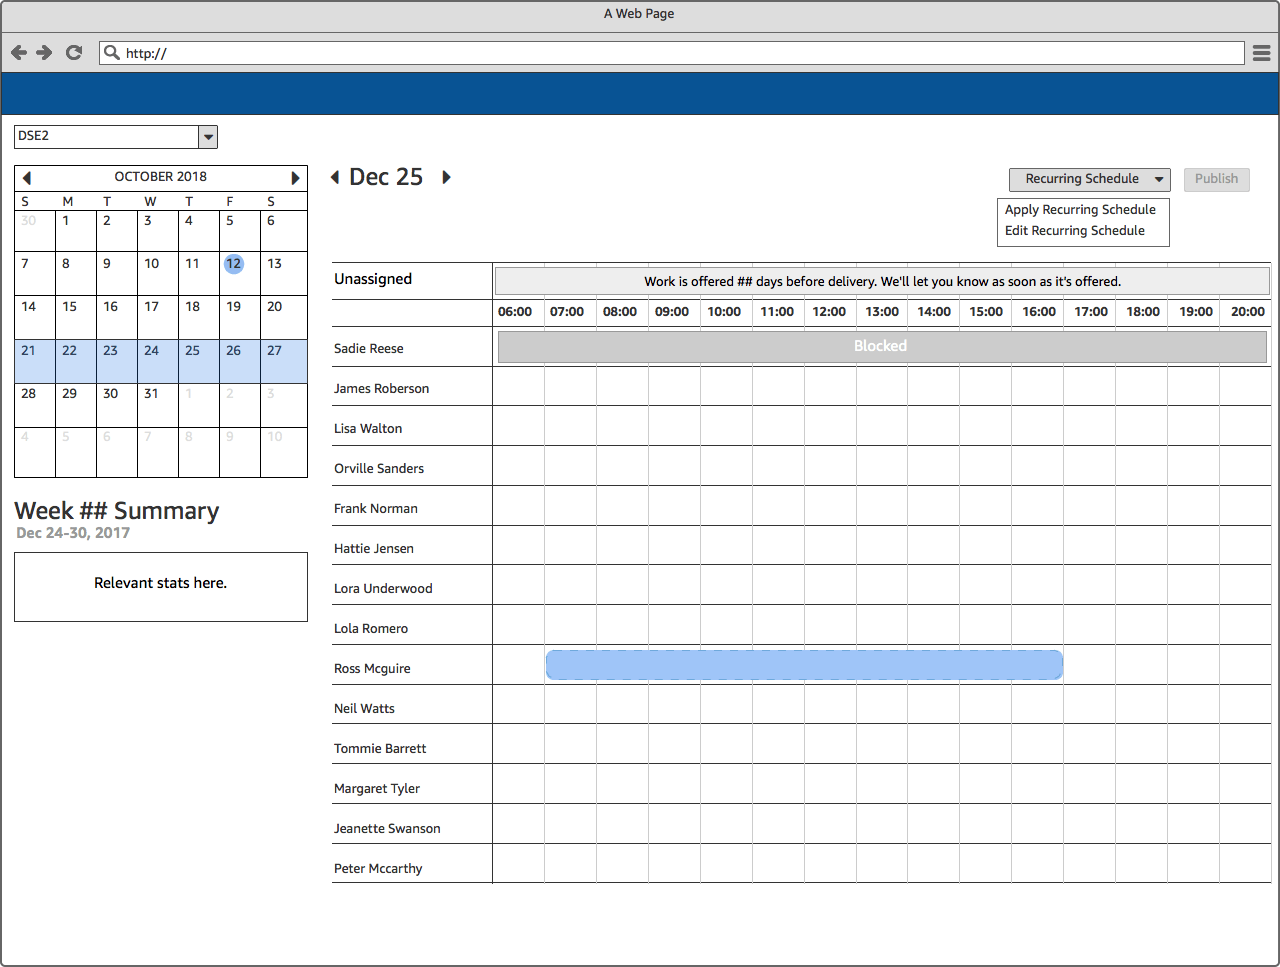 A Web Page
http://
DSE2
OCTOBER 2018
S M T W T F S
30 1 2 3 4 5 6
7 8 9 10 11 12 13
14 15 16 17 18 19 20
21 22 23 24 25 26 27
28 29 30 31 1 2 3
4 5 6 7 8 9 10
Week ## Summary
Dec 24-30, 2017
Relevant stats here.
Dec 25
Recurring Schedule
Publish
Apply Recurring Schedule
Edit Recurring Schedule
Unassigned
Work is offered ## days before delivery. We'll let you know as soon as it's offered.
06:00 07:00 08:00 09:00 10:00 11:00 12:00 13:00 14:00 15:00 16:00 17:00 18:00 19:00 20:00
Sadie Reese
Blocked
James Roberson
Lisa Walton
Orville Sanders
Frank Norman
Hattie Jensen
Lora Underwood
Lola Romero
Ross Mcguire
Neil Watts
Tommie Barrett
Margaret Tyler
Jeanette Swanson
Peter Mccarthy